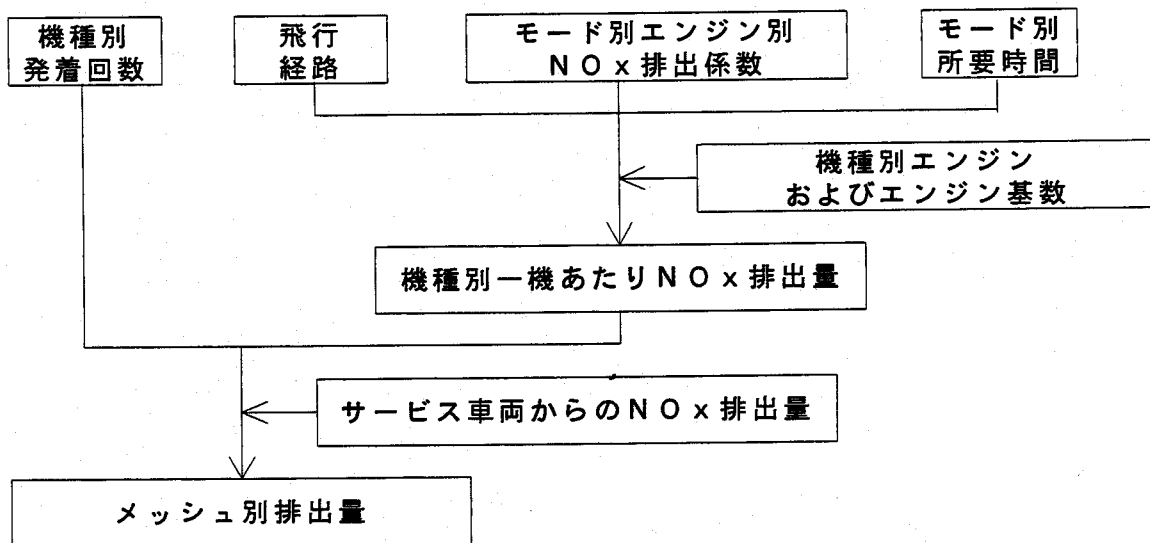 機種別
発着回数
飛行
経路
モード別エンジン別
NOx排出係数
モード別
所要時間
機種別エンジン
およびエンジン基数
機種別一機あたりNOx排出量
サービス車両からのNOx排出量
メッシュ別排出量